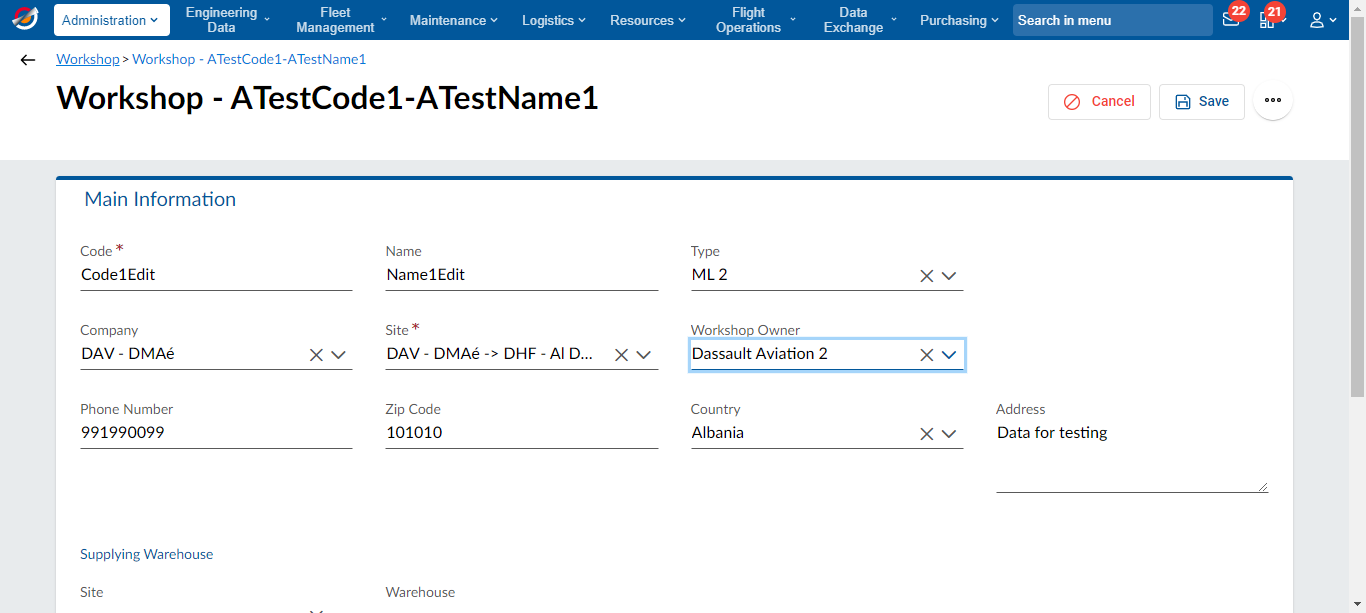 Administration
Engineering Data
Fleet Management
Maintenance
Logistics
Resources
Flight Operations
Data Exchange
Purchasing
Search in menu
22
21
Workshop > Workshop - ATestCode1-ATestName1
Workshop - ATestCode1-ATestName1
Cancel
Save
Main Information
Code * Name Type
Code1Edit Name1Edit ML 2
Company Site * Workshop Owner
DAV - DMAé DAV - DMAé -> DHF - Al D... Dassault Aviation 2
Phone Number Zip Code Country Address
991990099 101010 Albania Data for testing
Supplying Warehouse
Site Warehouse